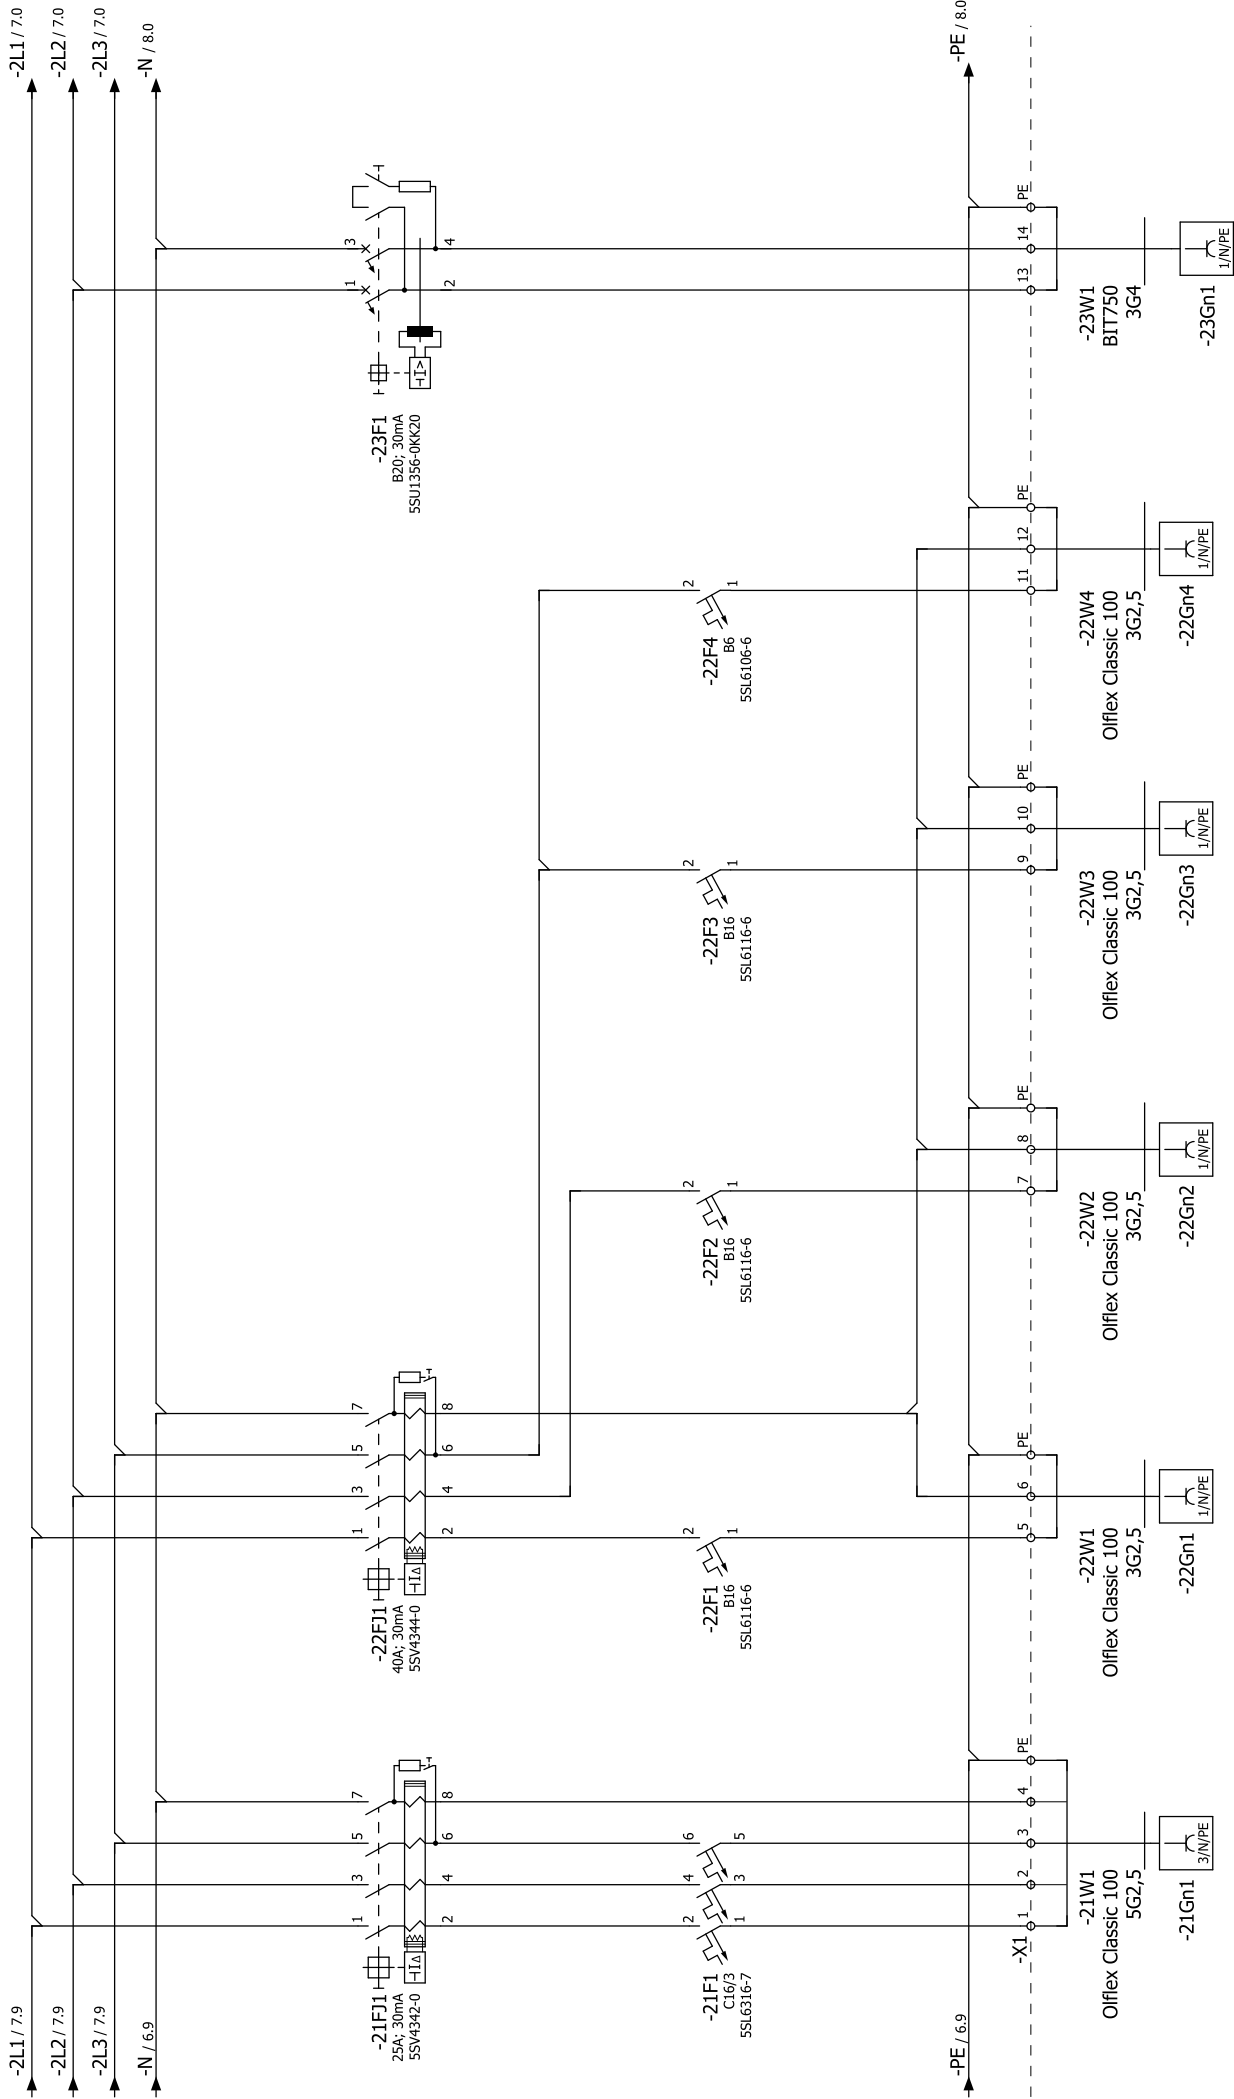 -2L1 / 7.9
-2L2 / 7.9
-2L3 / 7.9
-N / 6.9
-PE / 6.9
-2L1 / 7.0
-2L2 / 7.0
-2L3 / 7.0
-N / 8.0
-PE / 8.0
-21FJ1
25A; 30mA
5SV4342-0
1 3 5 7
2 4 6 8
I∆
-22FJ1
40A; 30mA
5SV4344-0
1 3 5 7
2 4 6 8
I∆
-23F1
B20; 30mA
5SU1356-0KK20
1 3
2 4
I>
-21F1
C16/3
5SL6316-7
2 4 6
1 3 5
-22F1
B16
5SL6116-6
2
1
-22F2
B16
5SL6116-6
2
1
-22F3
B16
5SL6116-6
2
1
-22F4
B6
5SL6106-6
2
1
-X1
1 2 3 4 PE
5 6 PE
7 8 PE
9 10 PE
11 12 PE
13 14 PE
-21W1
Olflex Classic 100
5G2,5
3/N/PE
-21Gn1
-22W1
Olflex Classic 100
3G2,5
1/N/PE
-22Gn1
-22W2
Olflex Classic 100
3G2,5
1/N/PE
-22Gn2
-22W3
Olflex Classic 100
3G2,5
1/N/PE
-22Gn3
-22W4
Olflex Classic 100
3G2,5
1/N/PE
-22Gn4
-23W1
BIT750
3G4
1/N/PE
-23Gn1